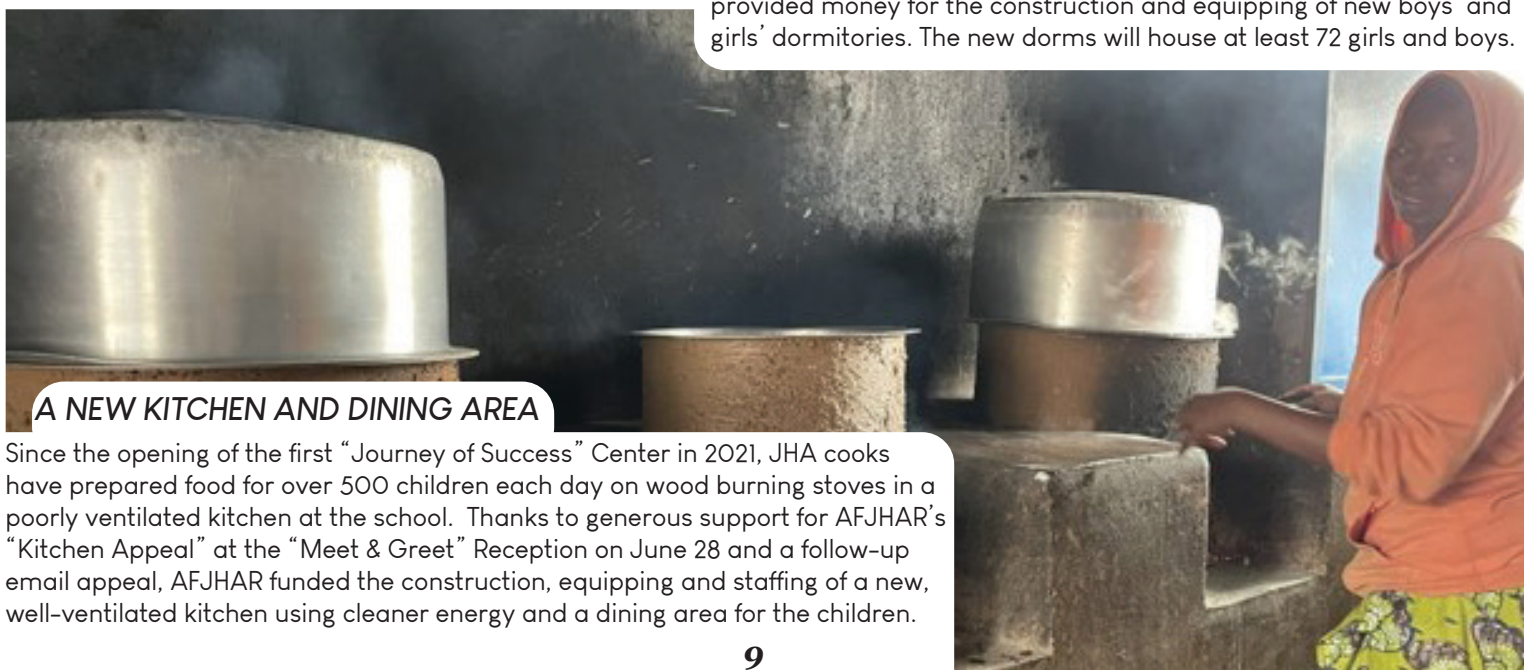 provided money for the construction and equipping of new boys’ and
girls’ dormitories. The new dorms will house at least 72 girls and boys.
A NEW KITCHEN AND DINING AREA
Since the opening of the first “Journey of Success” Center in 2021, JHA cooks
have prepared food for over 500 children each day on wood burning stoves in a
poorly ventilated kitchen at the school. Thanks to generous support for AFJHAR’s
“Kitchen Appeal” at the “Meet & Greet” Reception on June 28 and a follow-up
email appeal, AFJHAR funded the construction, equipping and staffing of a new,
well-ventilated kitchen using cleaner energy and a dining area for the children.
9